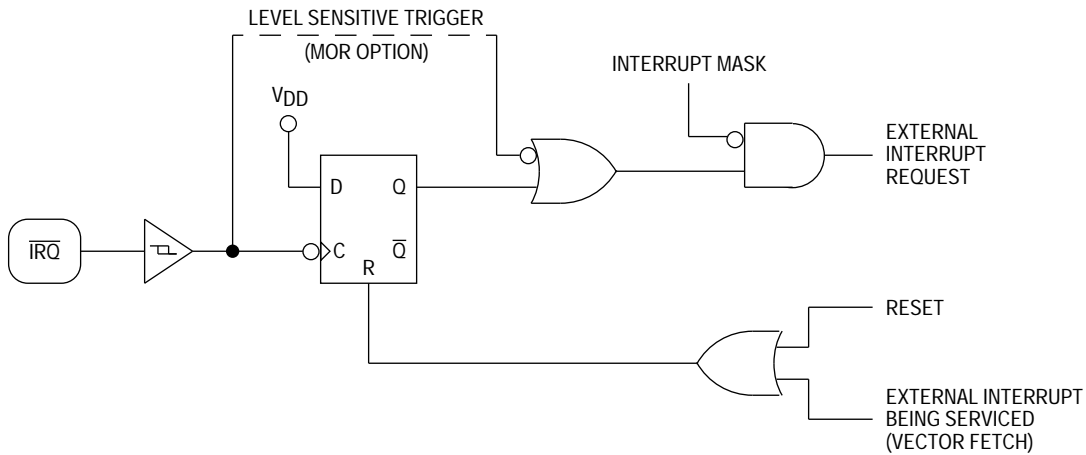 LEVEL SENSITIVE TRIGGER
(MOR OPTION)
INTERRUPT MASK
VDD
EXTERNAL
INTERRUPT
REQUEST
D
Q
IRQ
C
Q
R
RESET
EXTERNAL INTERRUPT
BEING SERVICED
(VECTOR FETCH)